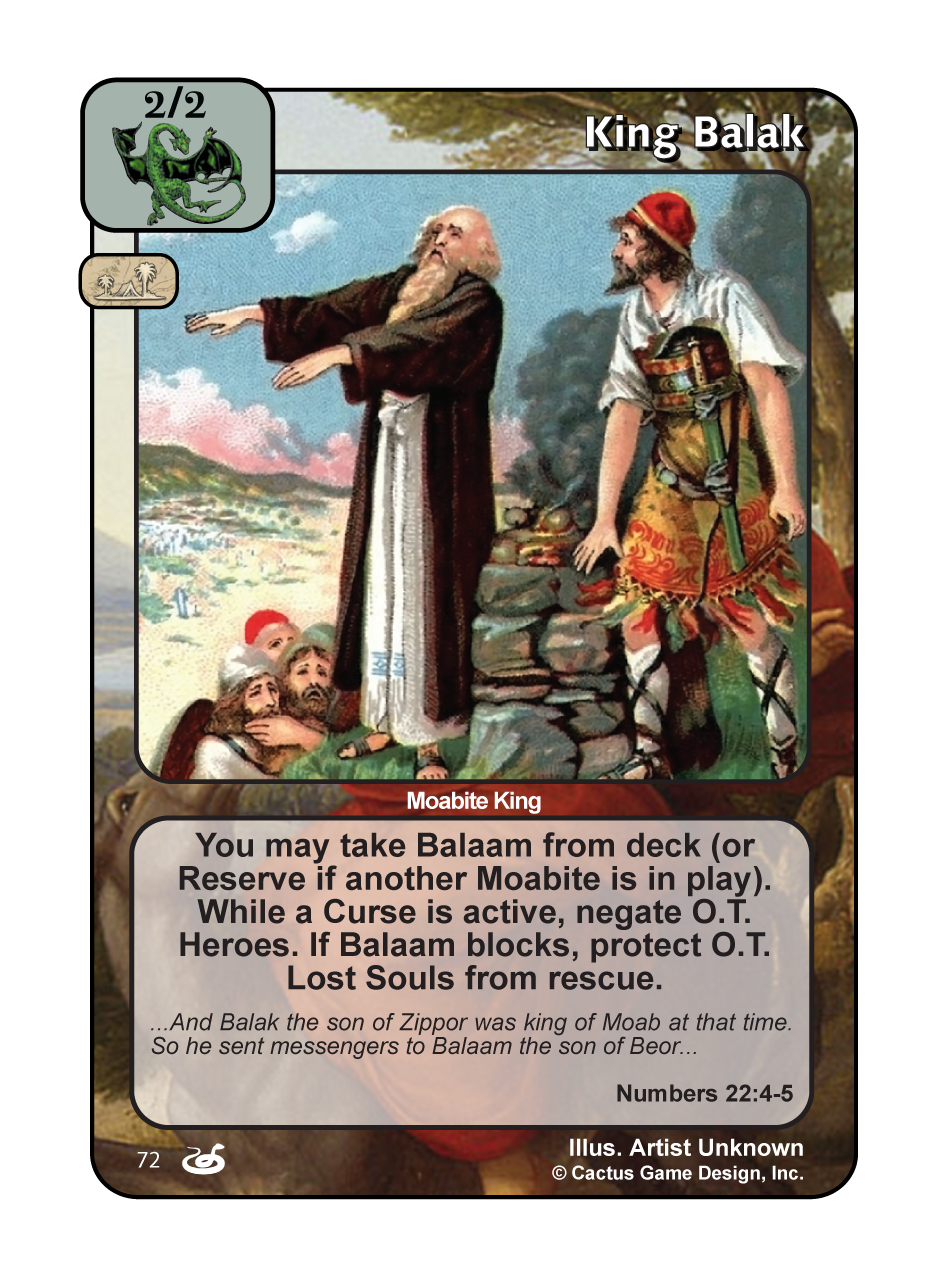 2/2
King Balak
Moabite King
You may take Balaam from deck (or
Reserve if another Moabite is in play).
While a Curse is active, negate O.T.
Heroes. If Balaam blocks, protect O.T.
Lost Souls from rescue.
...And Balak the son of Zippor was king of Moab at that time.
So he sent messengers to Balaam the son of Beor...
Numbers 22:4-5
72
Illus. Artist Unknown
© Cactus Game Design, Inc.